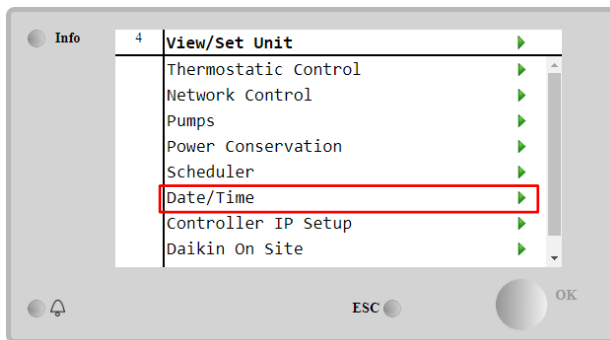 Info
4 View/Set Unit
Thermostatic Control
Network Control
Pumps
Power Conservation
Scheduler
Date/Time
Controller IP Setup
Daikin On Site
ESC
OK